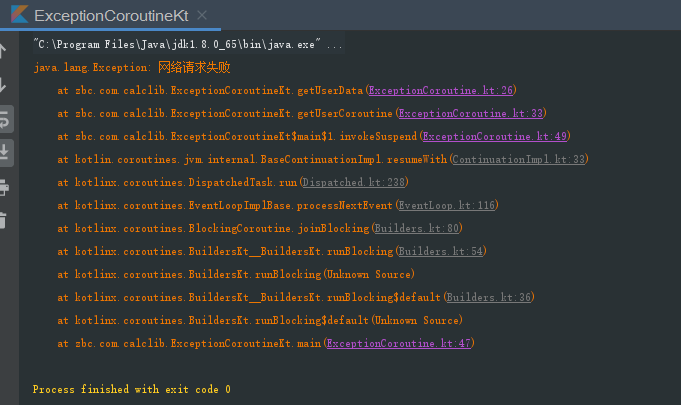 ExceptionCoroutineKt
"C:\Program Files\Java\jdk1.8.0_65\bin\java.exe" ...
java.lang.Exception: 网络请求失败
at zbc.com.calclib.ExceptionCoroutineKt.getUserData(ExceptionCoroutine.kt:26)
at zbc.com.calclib.ExceptionCoroutineKt.getUserCoroutine(ExceptionCoroutine.kt:33)
at zbc.com.calclib.ExceptionCoroutineKt$main$1.invokeSuspend(ExceptionCoroutine.kt:49)
at kotlin.coroutines.jvm.internal.BaseContinuationImpl.resumeWith(ContinuationImpl.kt:33)
at kotlinx.coroutines.DispatchedTask.run(Dispatched.kt:238)
at kotlinx.coroutines.EventLoopImplBase.processNextEvent(EventLoop.kt:116)
at kotlinx.coroutines.BlockingCoroutine.joinBlocking(Builders.kt:80)
at kotlinx.coroutines.BuildersKt__BuildersKt.runBlocking(Builders.kt:54)
at kotlinx.coroutines.BuildersKt.runBlocking(Unknown Source)
at kotlinx.coroutines.BuildersKt__BuildersKt.runBlocking$default(Builders.kt:36)
at kotlinx.coroutines.BuildersKt.runBlocking$default(Unknown Source)
at zbc.com.calclib.ExceptionCoroutineKt.main(ExceptionCoroutine.kt:47)
Process finished with exit code 0